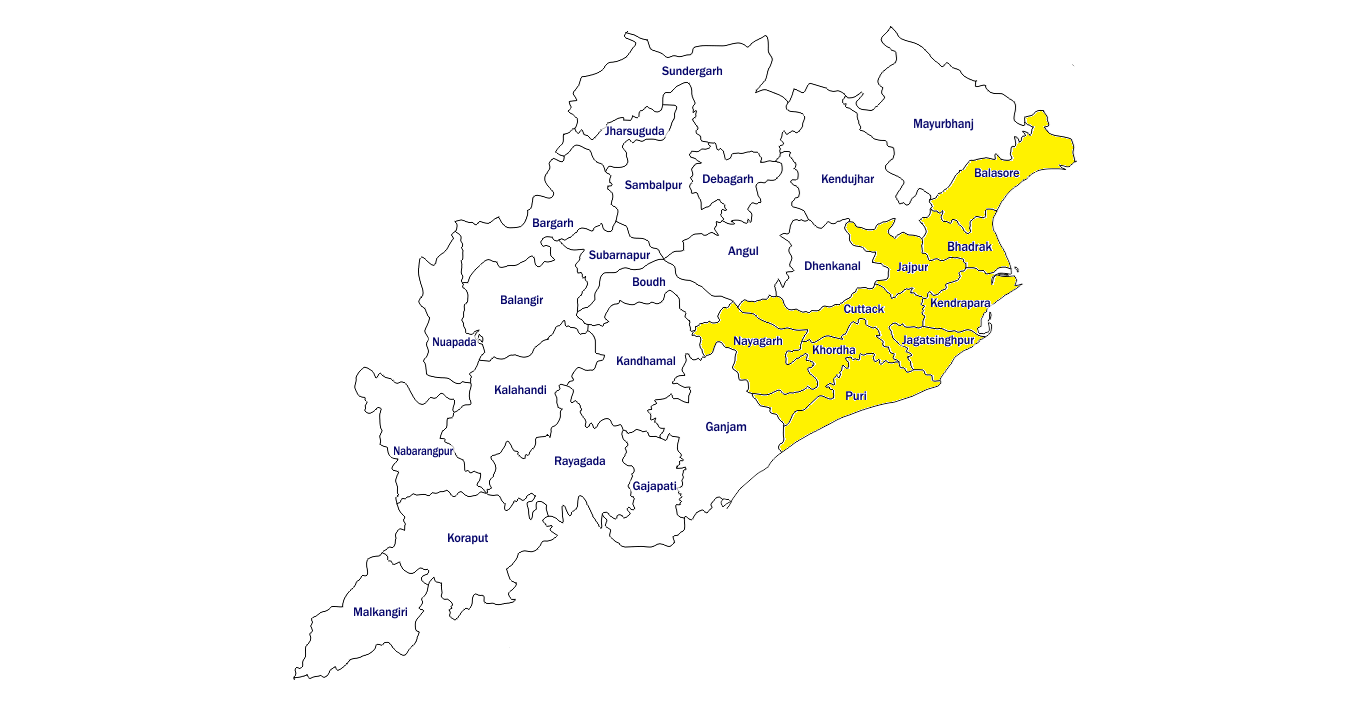 Sundergarh
Mayurbhanj
Jharsuguda
Balasore
Debagarh
Kendujhar
Sambalpur
Bargarh
Bhadrak
Angul
Subarnapur
Dhenkanal
Jajpur
Boudh
Balangir
Kendrapara
Cuttack
Nuapada
Nayagarh
Jagatsinghpur
Khordha
Kandhamal
Kalahandi
Puri
Ganjam
Nabarangpur
Rayagada
Gajapati
Koraput
Malkangiri